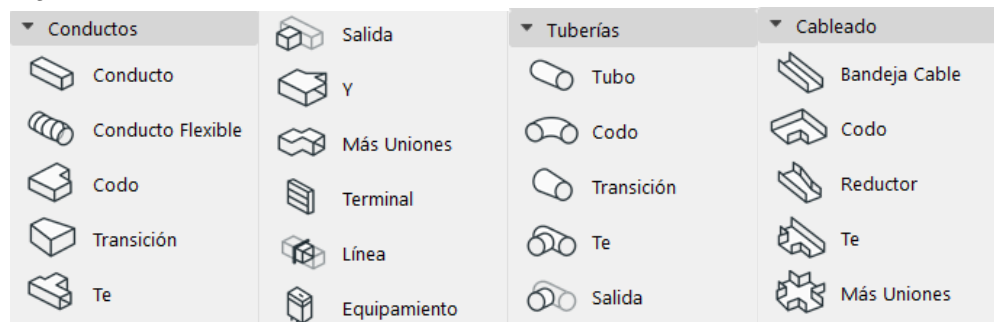 Conductos
Conducto
Conducto Flexible
Codo
Transición
Te
Salida
Y
Más Uniones
Terminal
Línea
Equipamiento
Tuberías
Tubo
Codo
Transición
Te
Salida
Cableado
Bandeja Cable
Codo
Reductor
Te
Más Uniones